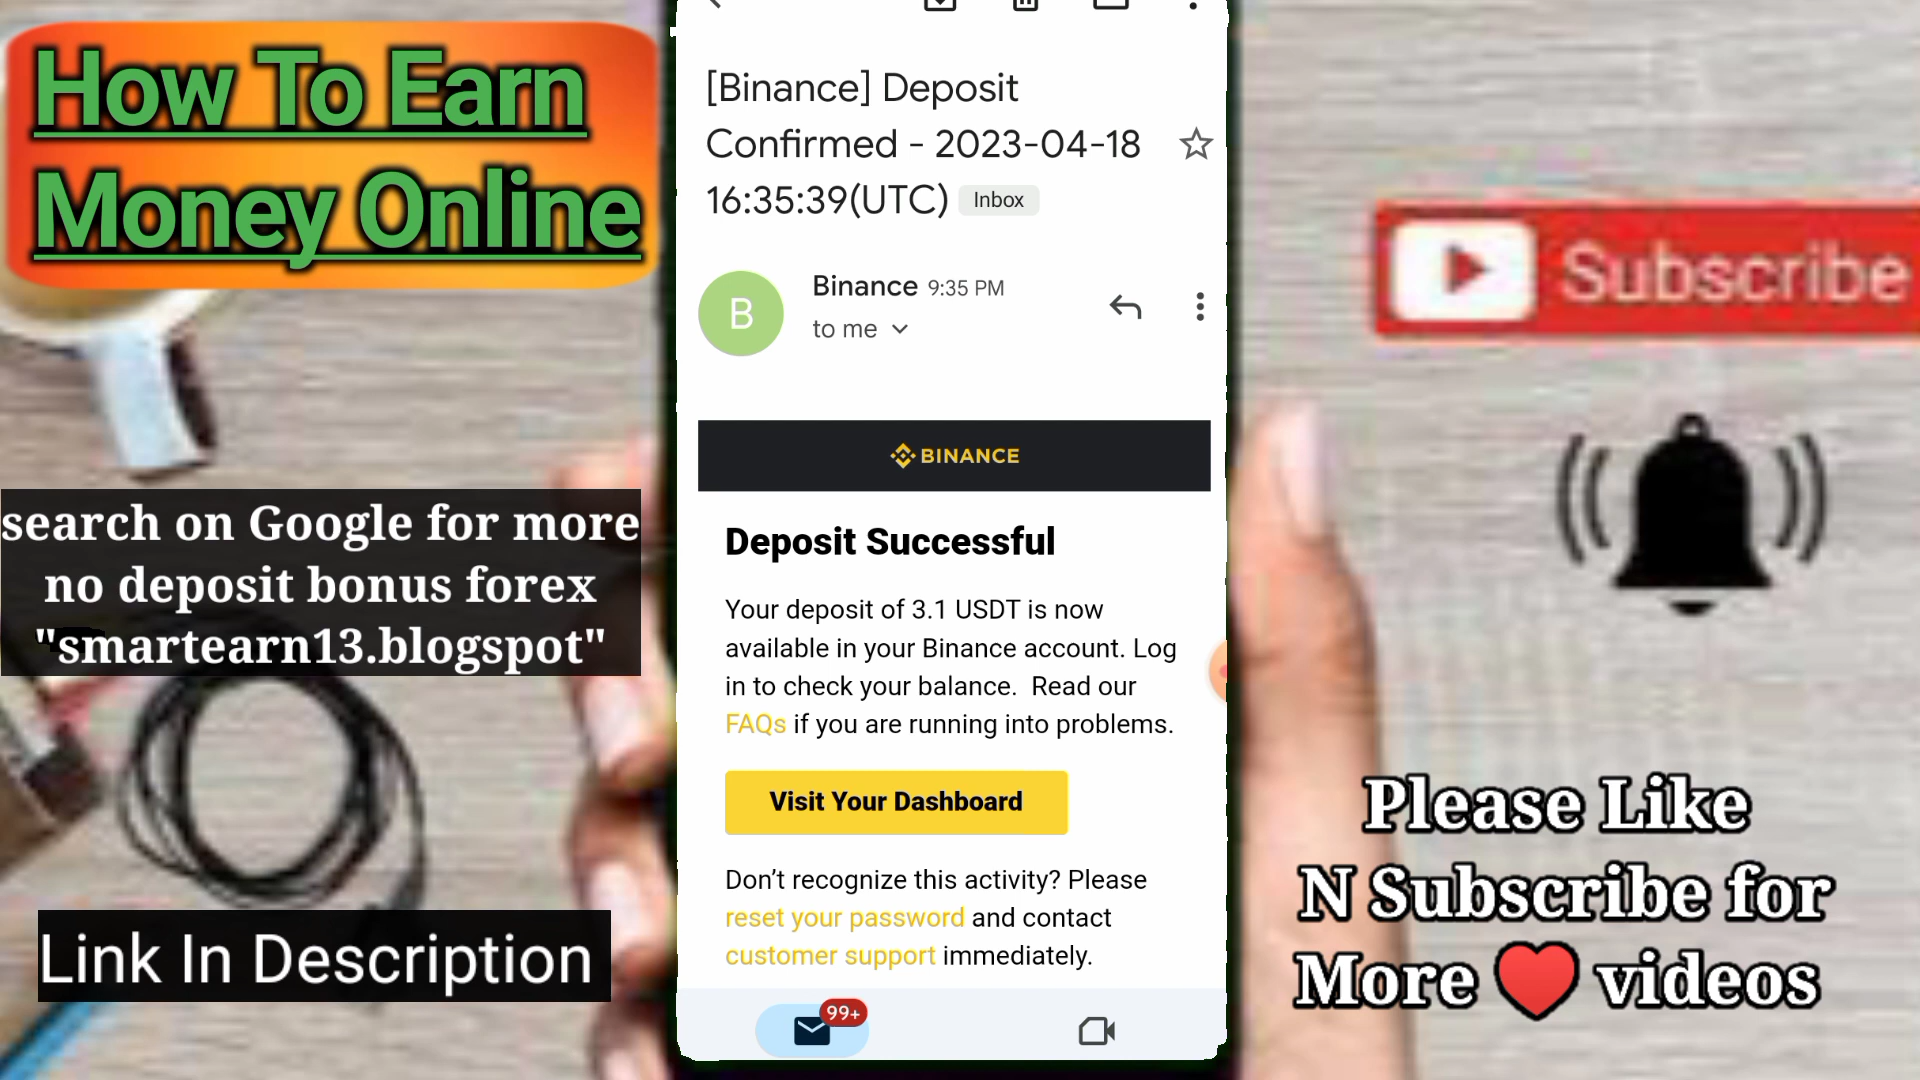 How To Earn
Money Online
search on Google for more
no deposit bonus forex
"smartearn13.blogspot"
Link In Description
[Binance] Deposit
Confirmed - 2023-04-18
16:35:39(UTC) Inbox
B
Binance 9:35 PM
to me
BINANCE
Deposit Successful
Your deposit of 3.1 USDT is now
available in your Binance account. Log
in to check your balance. Read our
FAQs if you are running into problems.
Visit Your Dashboard
Don’t recognize this activity? Please
reset your password and contact
customer support immediately.
99+
Subscribe
Please Like
N Subscribe for
More ❤ videos